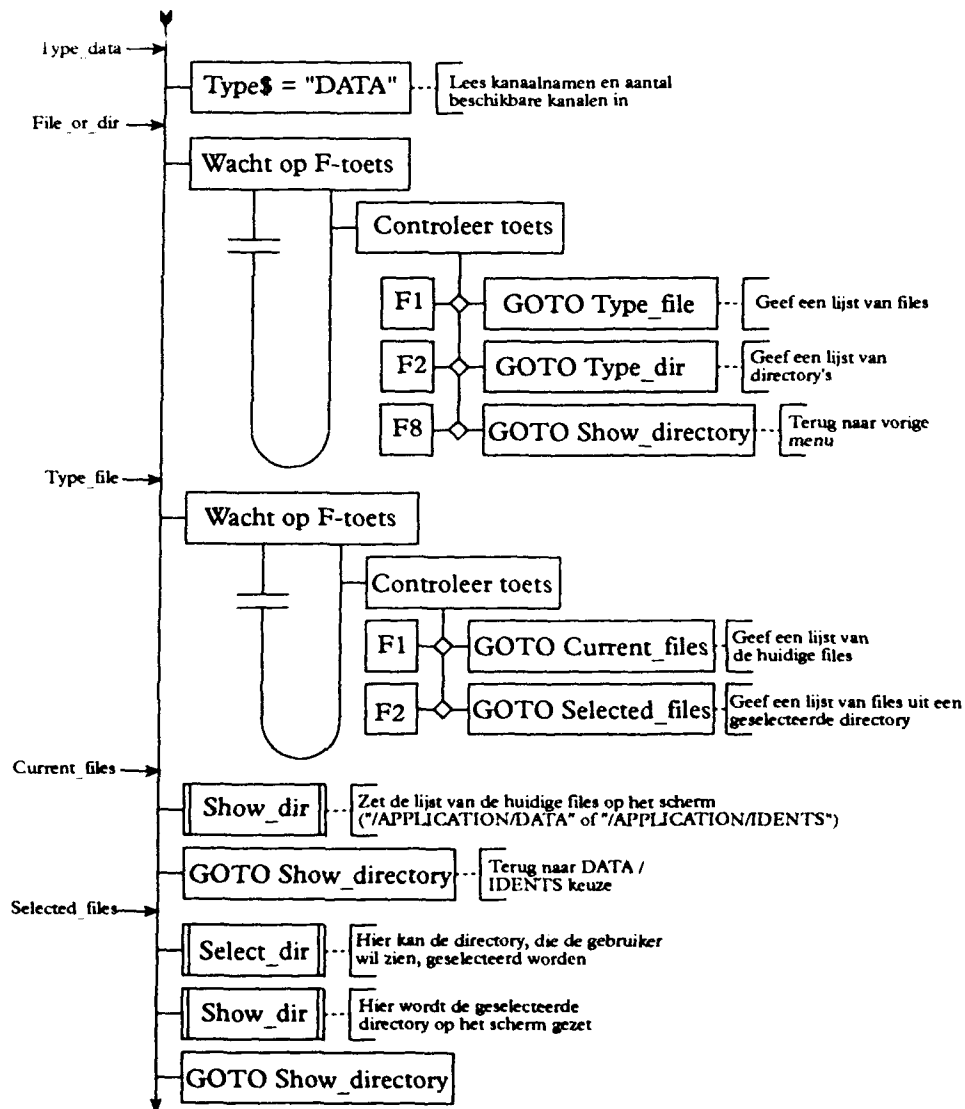 Type_data
Type$ = "DATA"
Lees kanaalnamen en aantal
beschikbare kanalen in
File_or_dir
Wacht op F-toets
Controleer toets
F1
GOTO Type_file
Geef een lijst van files
F2
GOTO Type_dir
Geef een lijst van
directory's
F8
GOTO Show_directory
Terug naar vorige
menu
Type_file
Wacht op F-toets
Controleer toets
F1
GOTO Current_files
Geef een lijst van
de huidige files
F2
GOTO Selected_files
Geef een lijst van files uit een
geselecteerde directory
Current_files
Show_dir
Zet de lijst van de huidige files op het scherm
("/APPLICATION/DATA" of "/APPLICATION/IDENTS")
GOTO Show_directory
Terug naar DATA /
IDENTS keuze
Selected_files
Select_dir
Hier kan de directory, die de gebruiker
wil zien, geselecteerd worden
Show_dir
Hier wordt de geselecteerde
directory op het scherm gezet
GOTO Show_directory